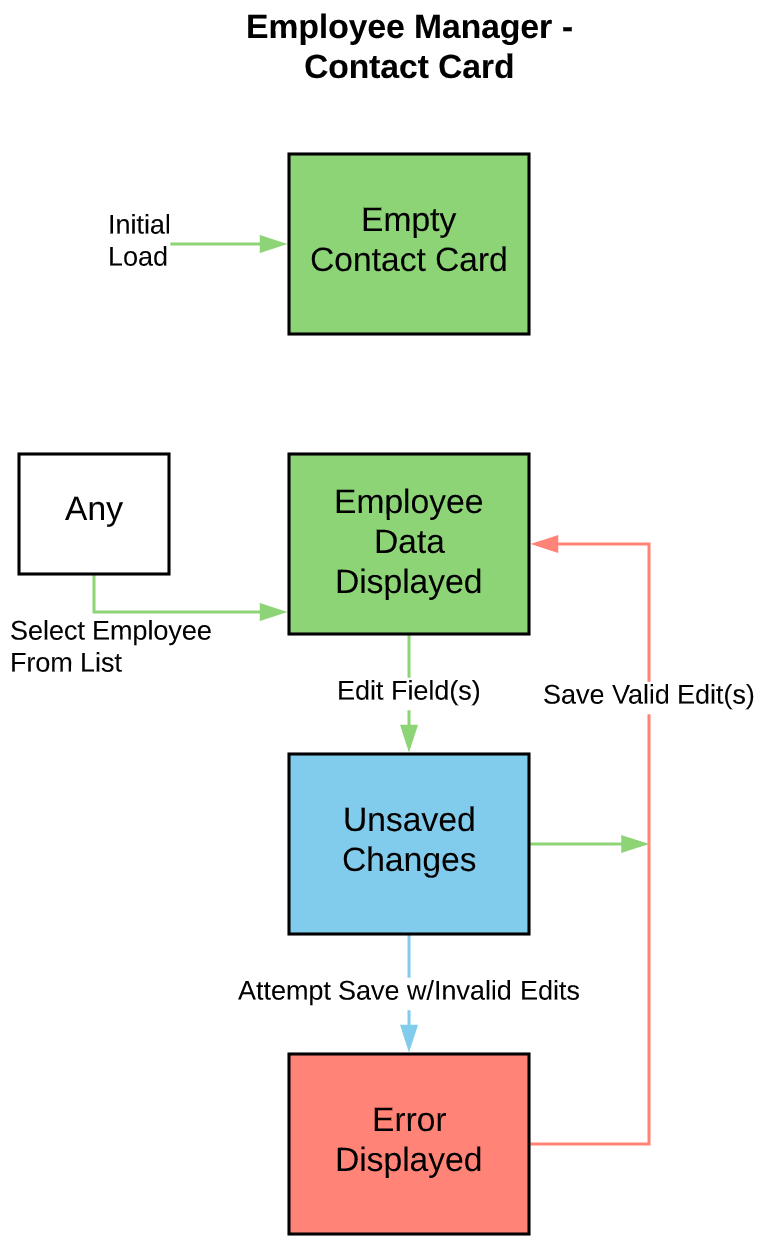 Employee Manager -
Contact Card
Initial
Load
Empty
Contact Card
Any
Employee
Data
Displayed
Select Employee
From List
Edit Field(s)
Save Valid Edit(s)
Unsaved
Changes
Attempt Save w/Invalid Edits
Error
Displayed